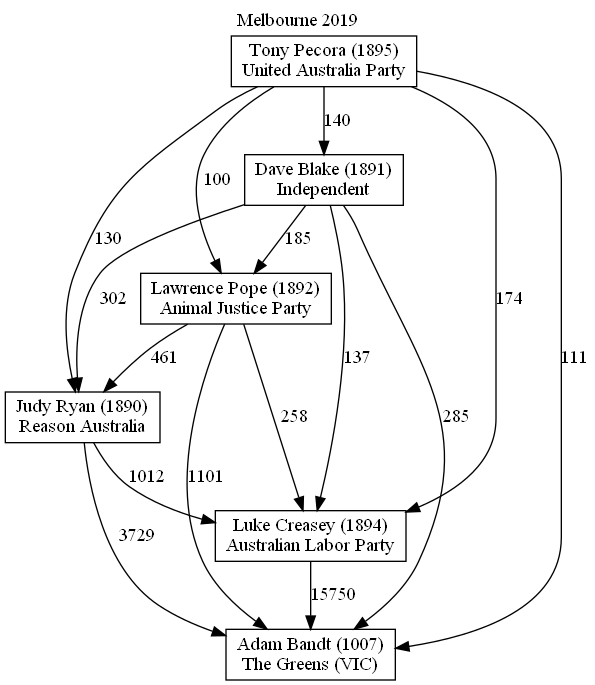 Melbourne 2019
Tony Pecora (1895)
United Australia Party
140
Dave Blake (1891)
Independent
100
130
185
302
174
Lawrence Pope (1892)
Animal Justice Party
461
137
111
Judy Ryan (1890)
Reason Australia
258
285
1012
1101
3729
Luke Creasey (1894)
Australian Labor Party
15750
Adam Bandt (1007)
The Greens (VIC)